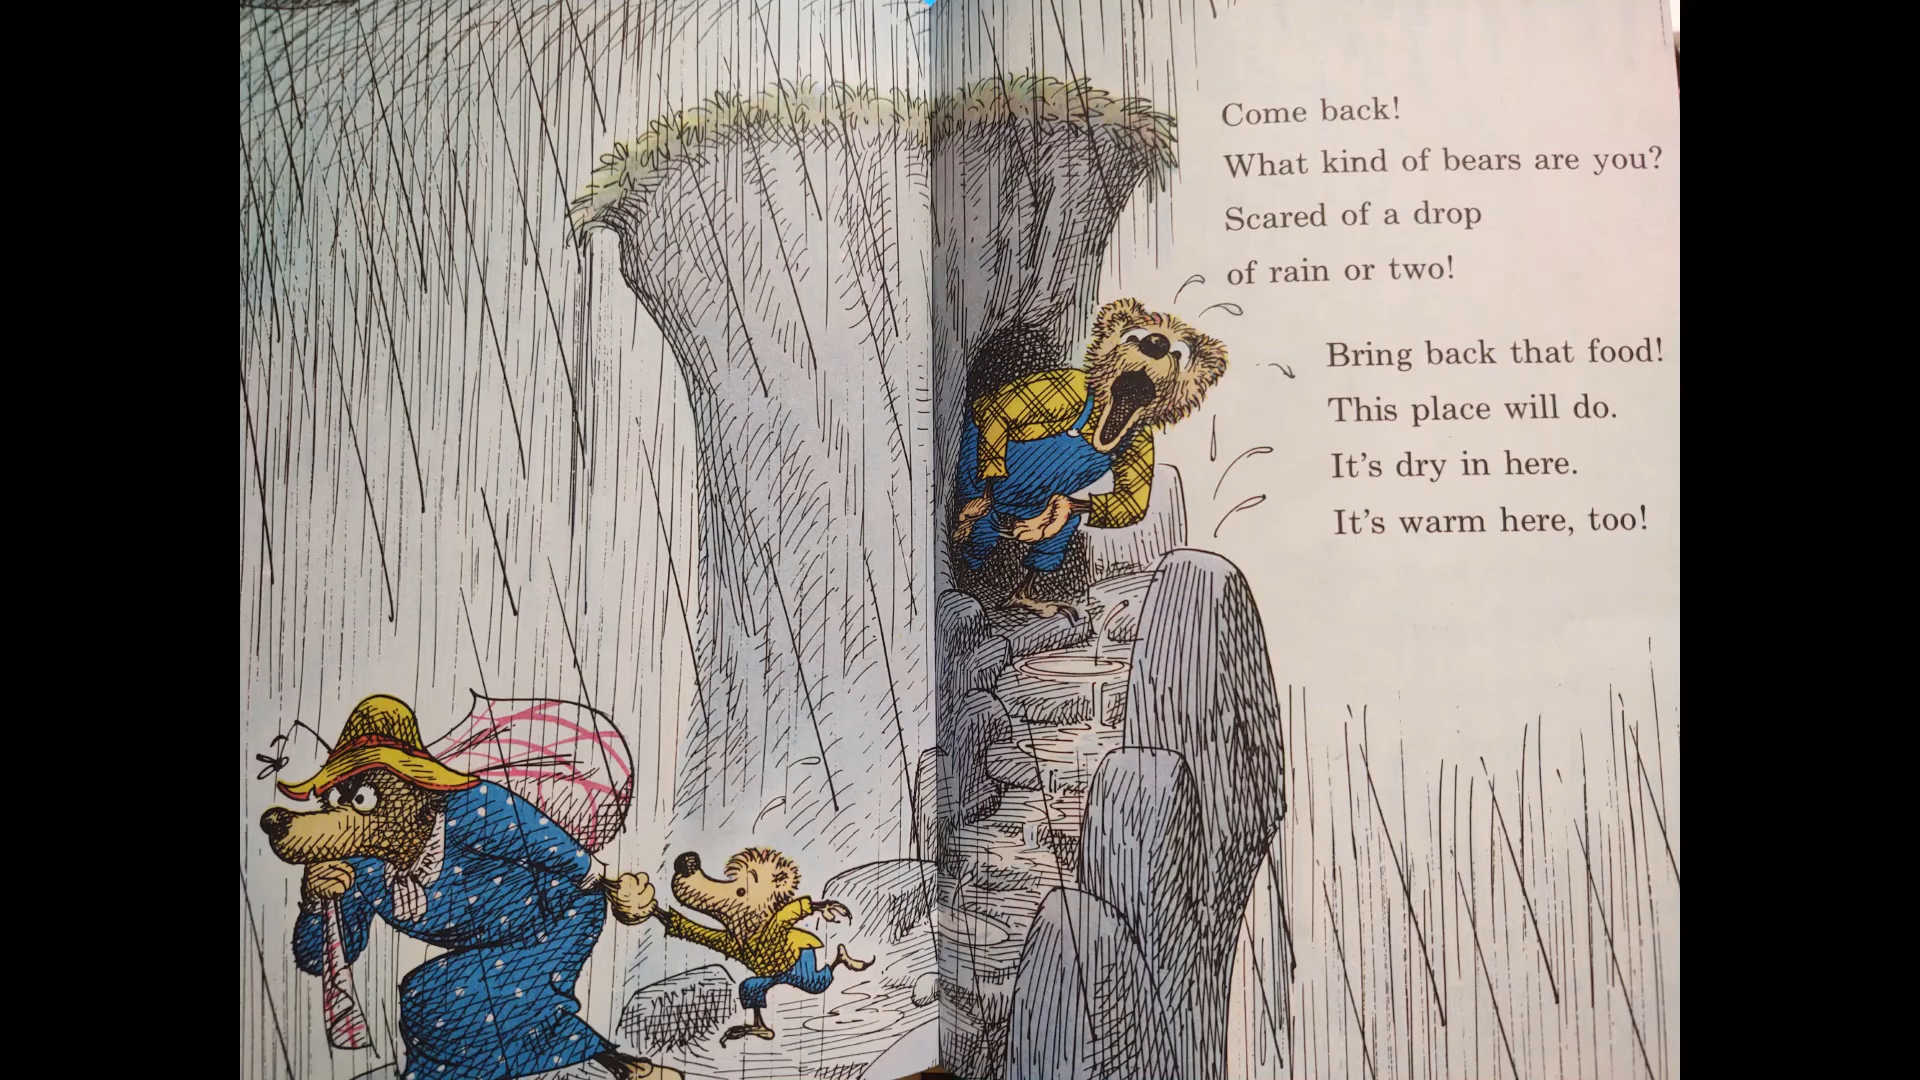 Come back!
What kind of bears are you?
Scared of a drop
of rain or two!
Bring back that food!
This place will do.
It's dry in here.
It's warm here, too!